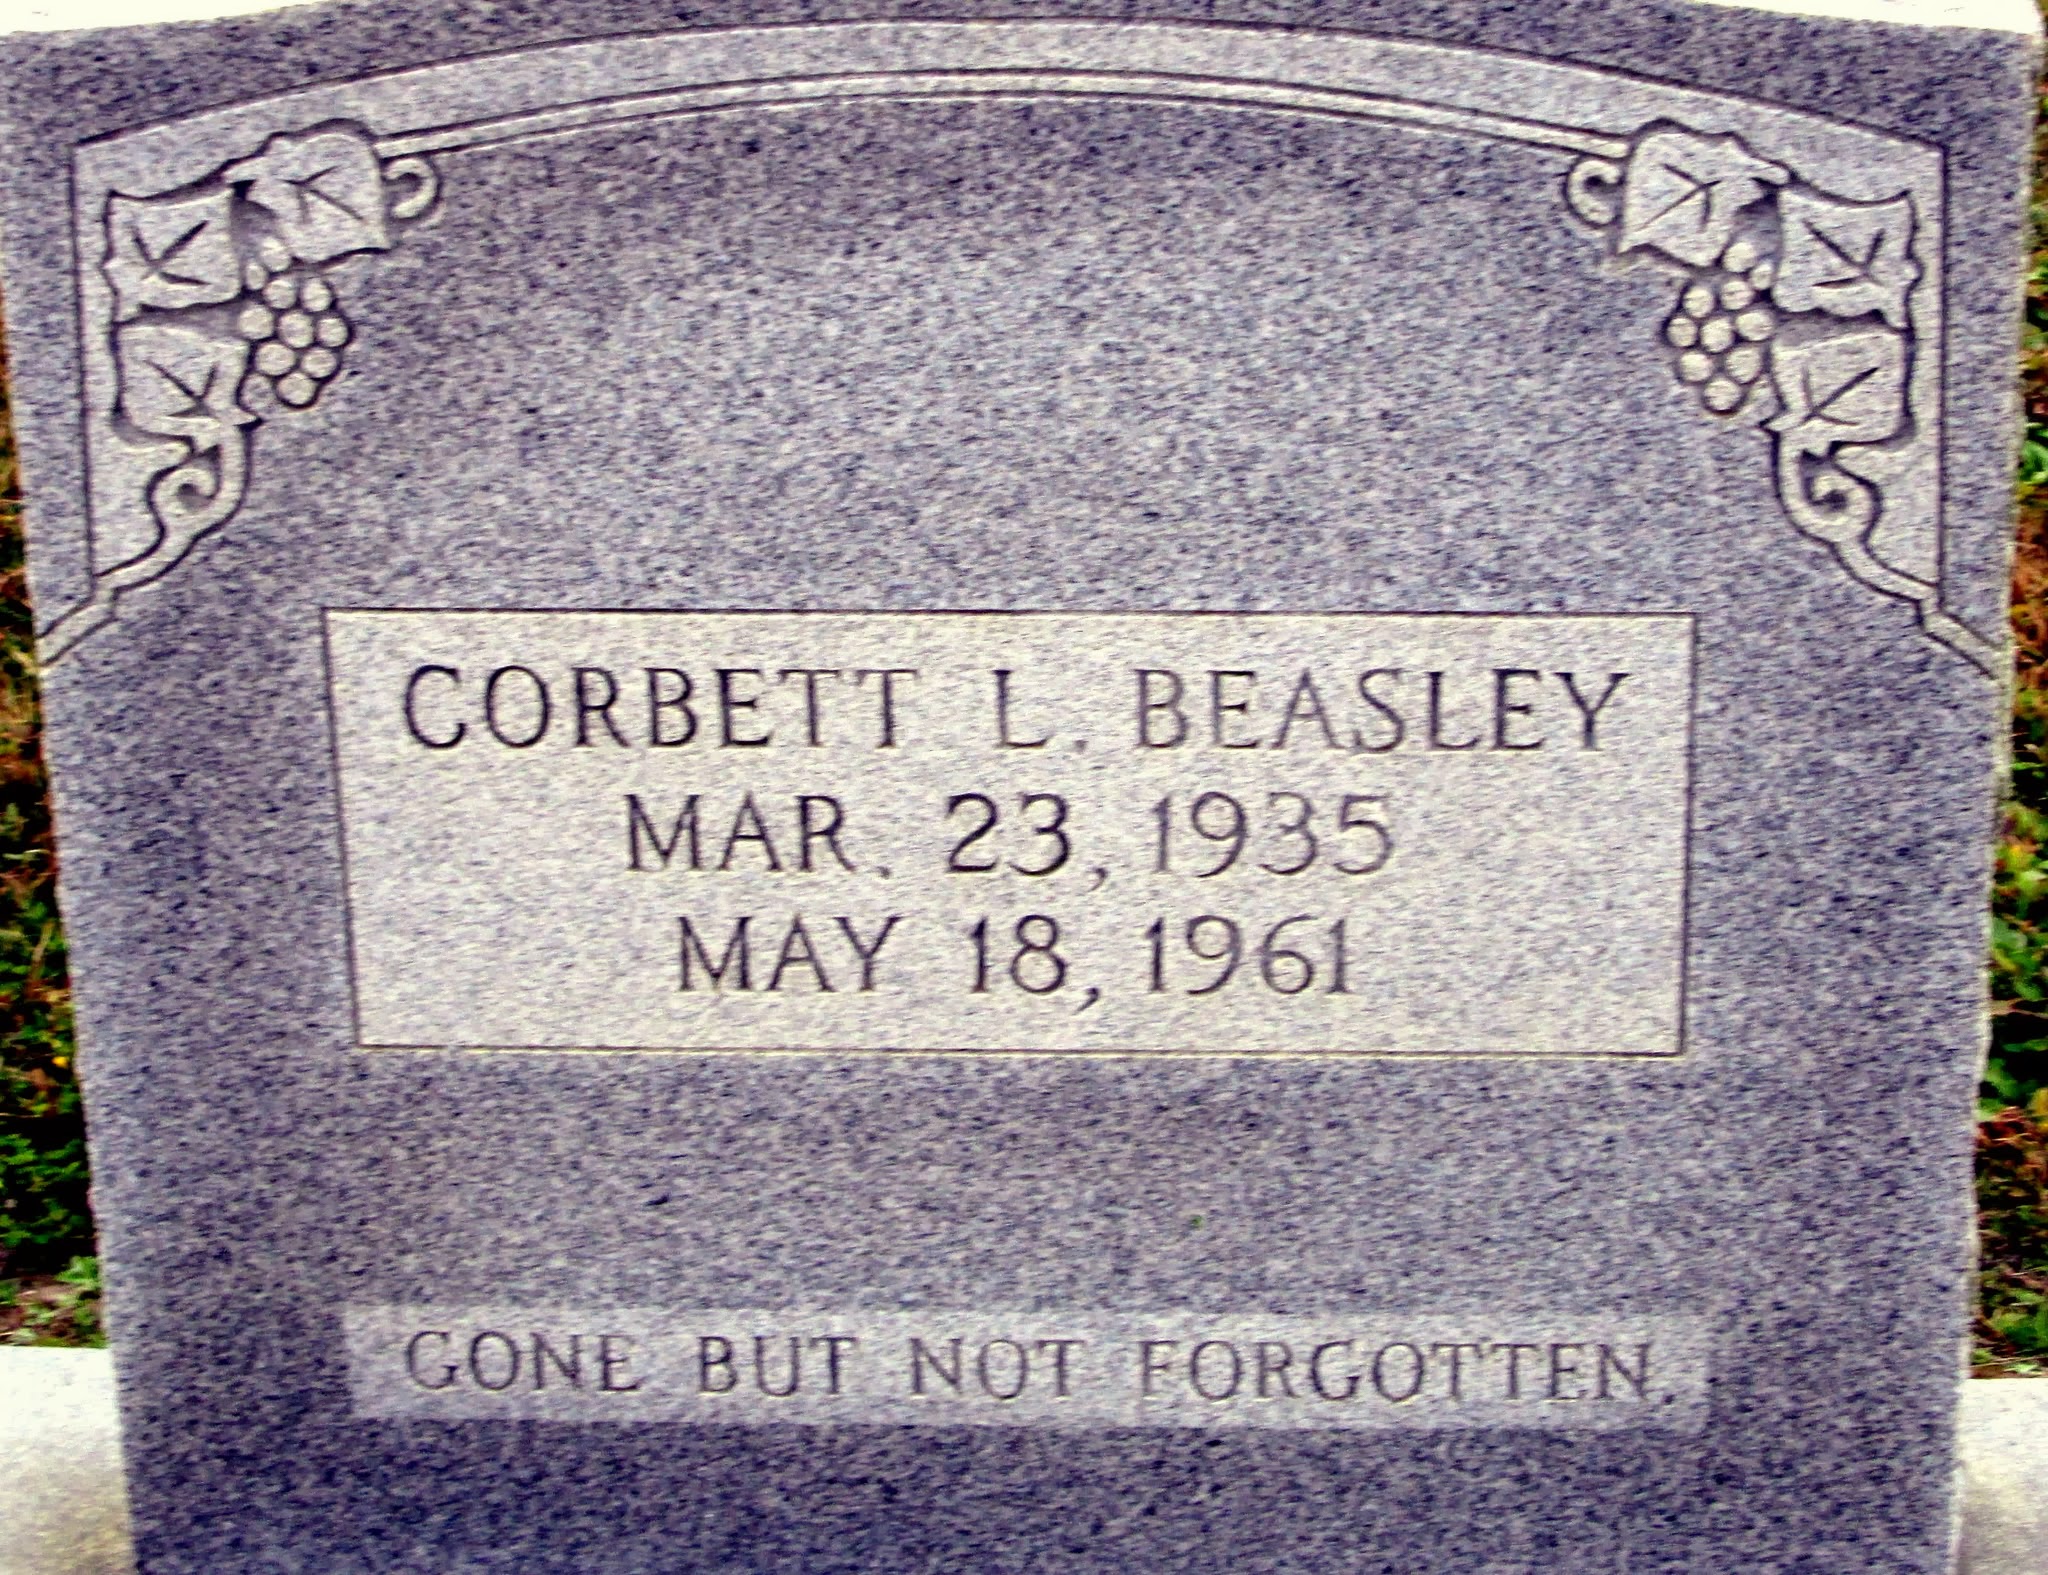 CORBETT L. BEASLEY
MAR. 23, 1935
MAY 18, 1961
GONE BUT NOT FORGOTTEN.